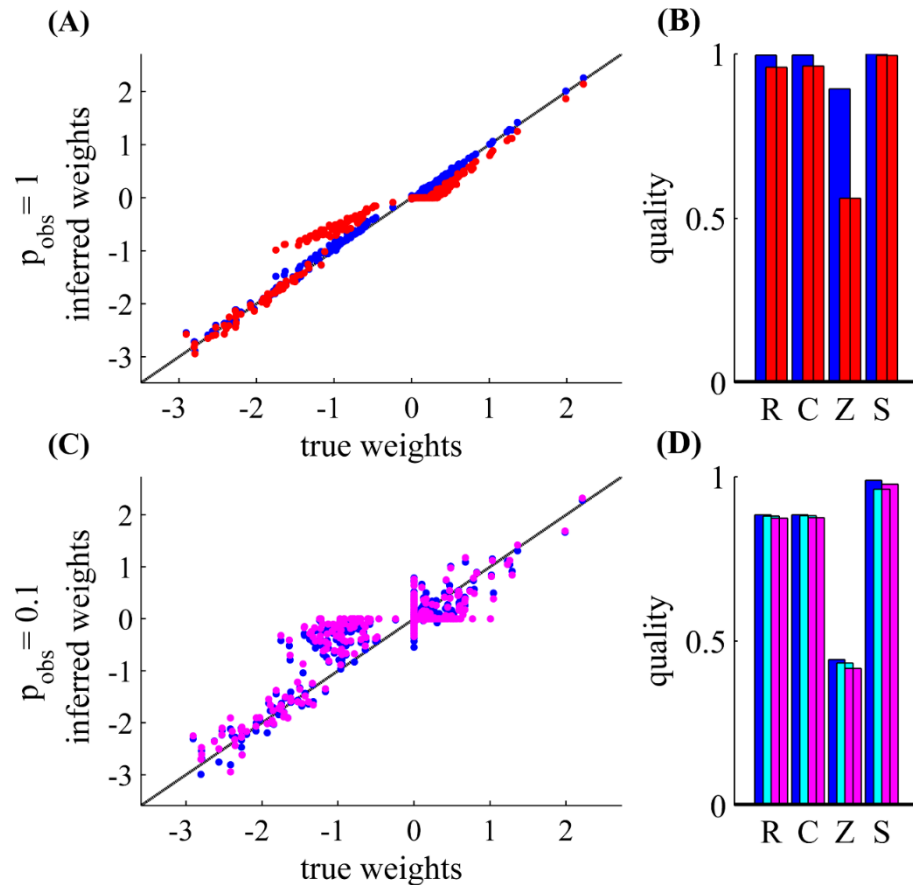 (A)
p_obs = 1
inferred weights
2
1
0
-1
-2
-3
-3 -2 -1 0 1 2
true weights
(B)
quality
1
0.5
0
R C Z S
(C)
p_obs = 0.1
inferred weights
2
1
0
-1
-2
-3
-3 -2 -1 0 1 2
true weights
(D)
quality
1
0.5
0
R C Z S